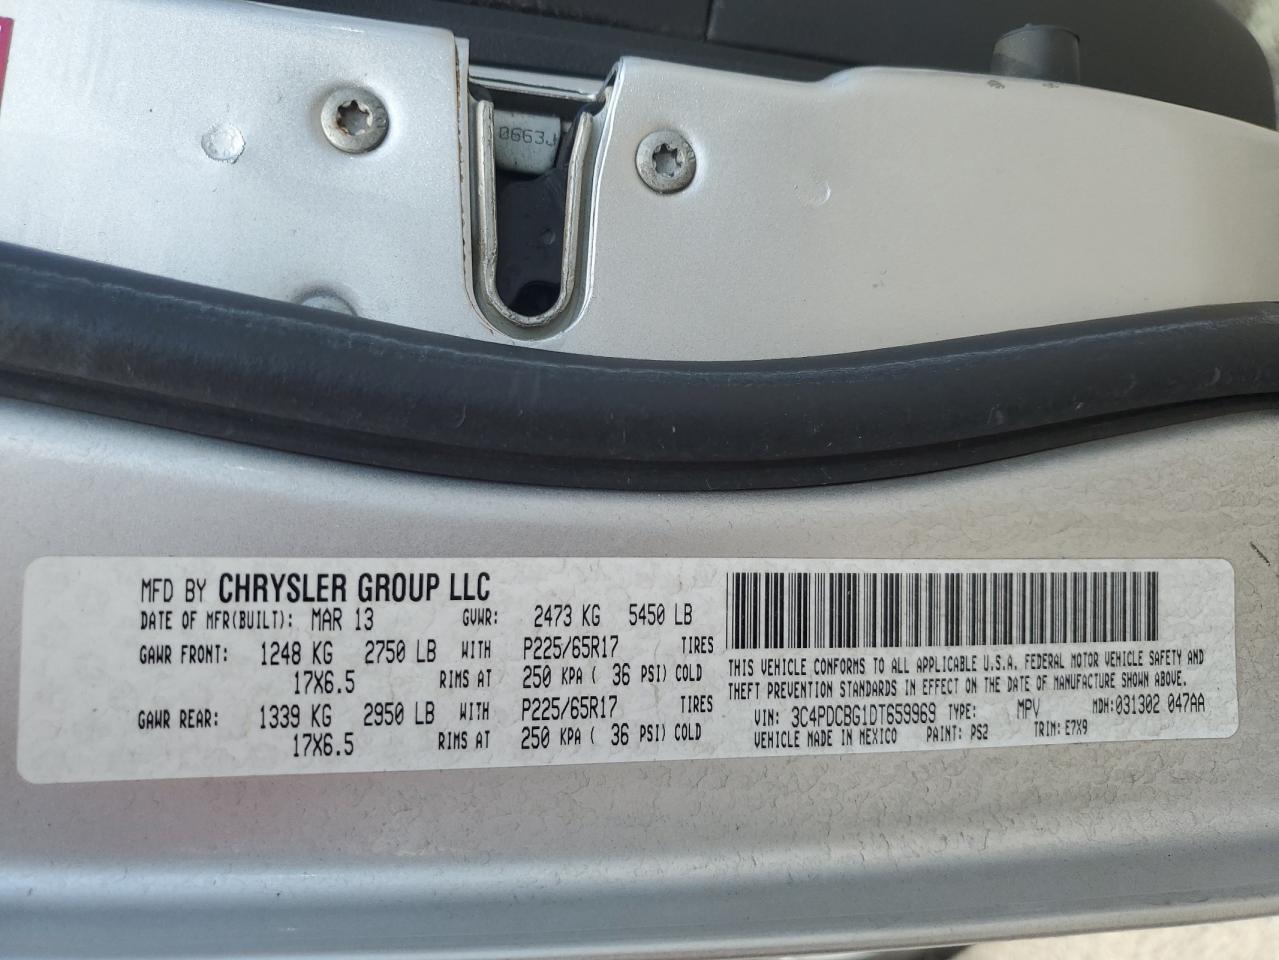 0663J
MFD BY CHRYSLER GROUP LLC
DATE OF MFR(BUILT): MAR 13 GVWR: 2473 KG 5450 LB
GAWR FRONT: 1248 KG 2750 LB WITH P225/65R17 TIRES
17X6.5 RIMS AT 250 KPA ( 36 PSI) COLD
GAWR REAR: 1339 KG 2950 LB WITH P225/65R17 TIRES
17X6.5 RIMS AT 250 KPA ( 36 PSI) COLD
THIS VEHICLE CONFORMS TO ALL APPLICABLE U.S.A. FEDERAL MOTOR VEHICLE SAFETY AND
THEFT PREVENTION STANDARDS IN EFFECT ON THE DATE OF MANUFACTURE SHOWN ABOVE.
VIN: 3C4PDCBG1DT659969 TYPE: MPV MDH: 031302 047AA
VEHICLE MADE IN MEXICO PAINT: PS2 TRIM: E7X9